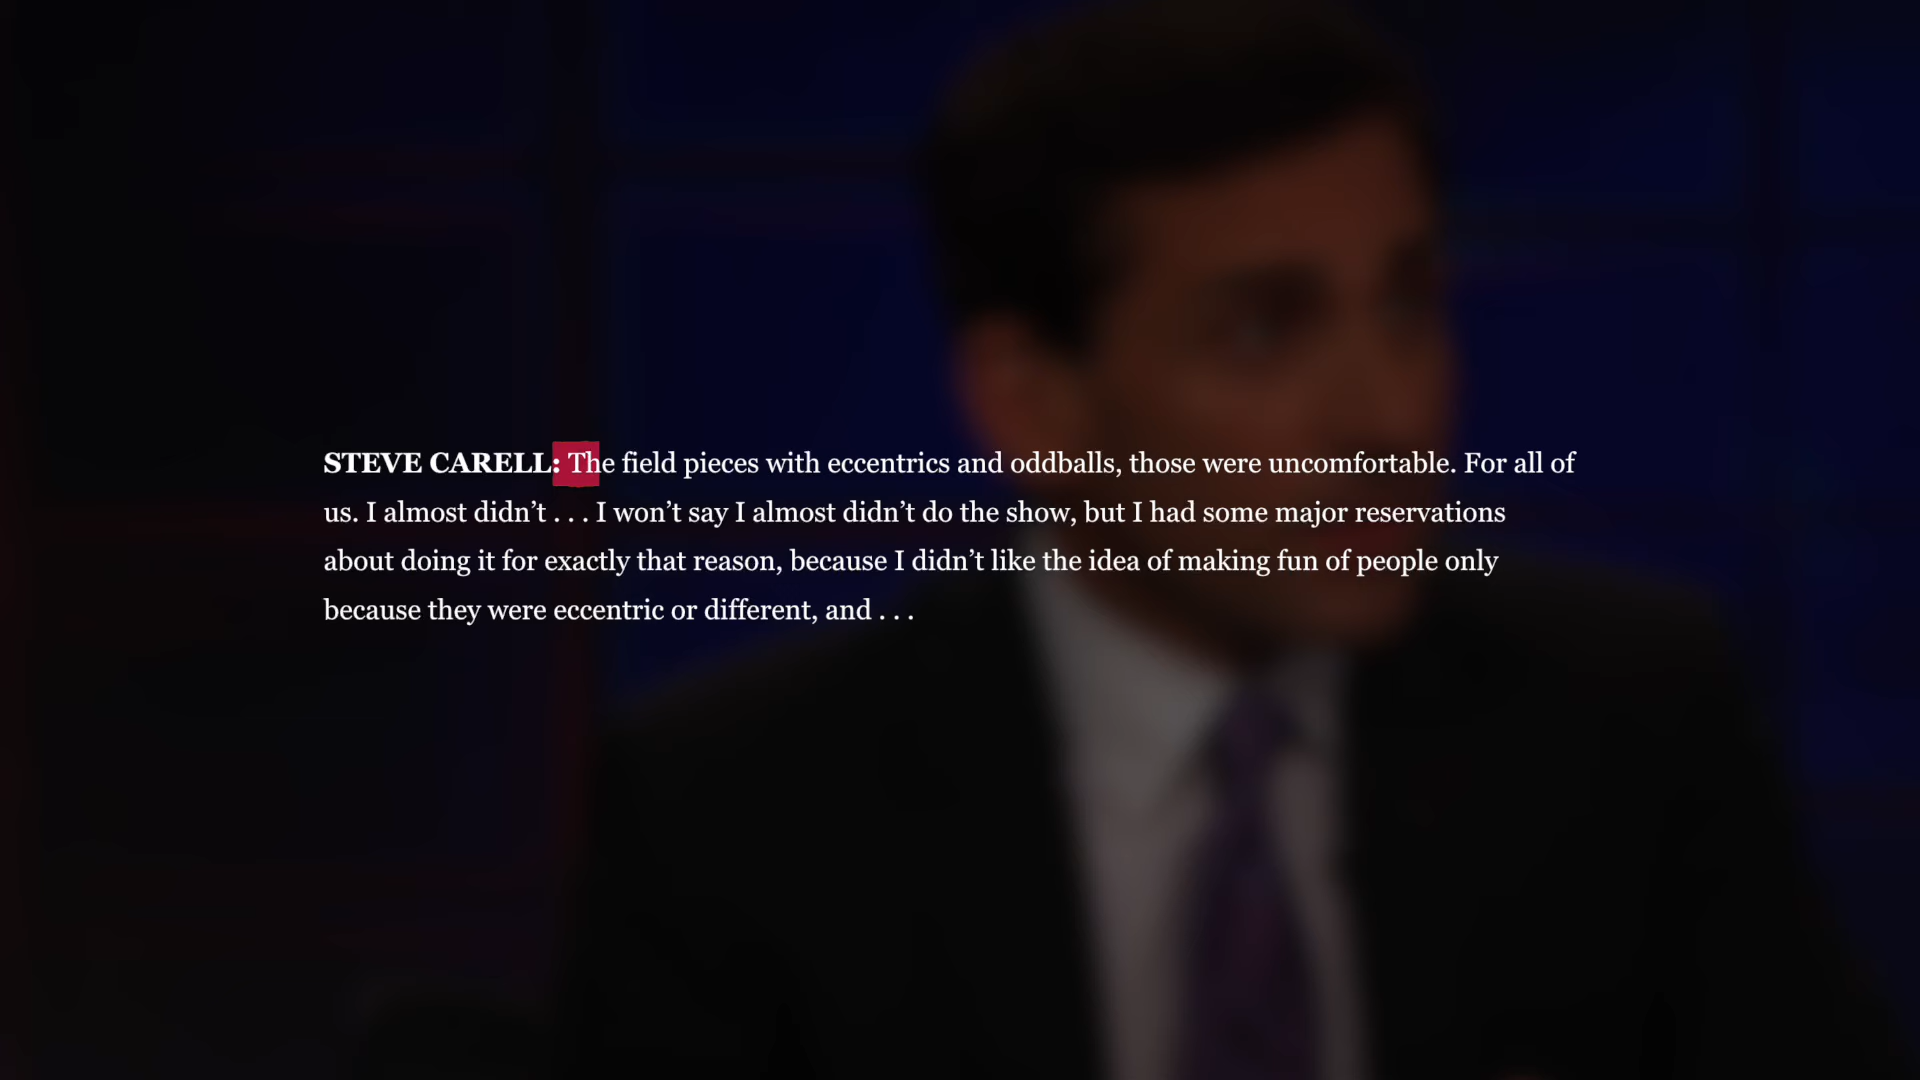 STEVE CARELL: The field pieces with eccentrics and oddballs, those were uncomfortable. For all of
us. I almost didn’t . . . I won’t say I almost didn’t do the show, but I had some major reservations
about doing it for exactly that reason, because I didn’t like the idea of making fun of people only
because they were eccentric or different, and . . .